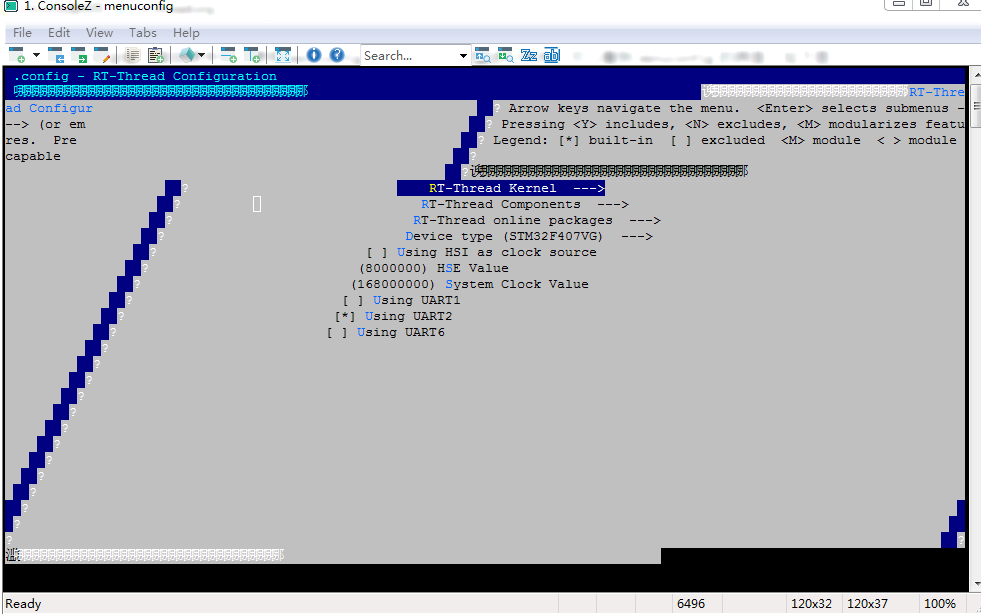 1. ConsoleZ - menuconfig
File Edit View Tabs Help
Search...
.config - RT-Thread Configuration
RT-Thre
ad Configur
? Arrow keys navigate the menu. <Enter> selects submenus -
--> (or em
? Pressing <Y> includes, <N> excludes, <M> modularizes featu
res. Pre
? Legend: [*] built-in [ ] excluded <M> module < > module
capable
?
?
? RT-Thread Kernel --->
? RT-Thread Components --->
? RT-Thread online packages --->
? Device type (STM32F407VG) --->
? [ ] Using HSI as clock source
? (8000000) HSE Value
? (168000000) System Clock Value
? [ ] Using UART1
? [*] Using UART2
? [ ] Using UART6
?
?
?
?
?
?
?
?
?
?
?
?
? ?
Ready 6496 120x32 120x37 100%